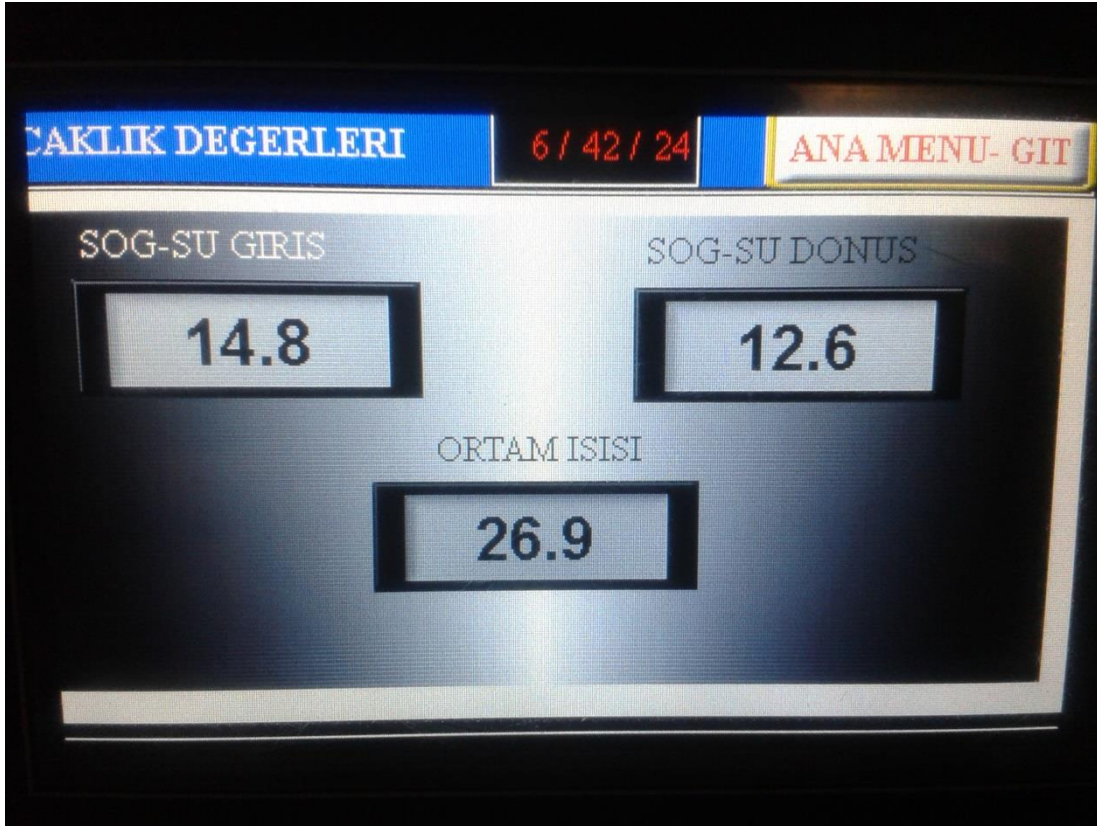 CAKLIK DEGERLERI 6 / 42 / 24 ANA MENU- GIT
SOG-SU GIRIS SOG-SU DONUS
14.8 12.6
ORTAM ISISI
26.9